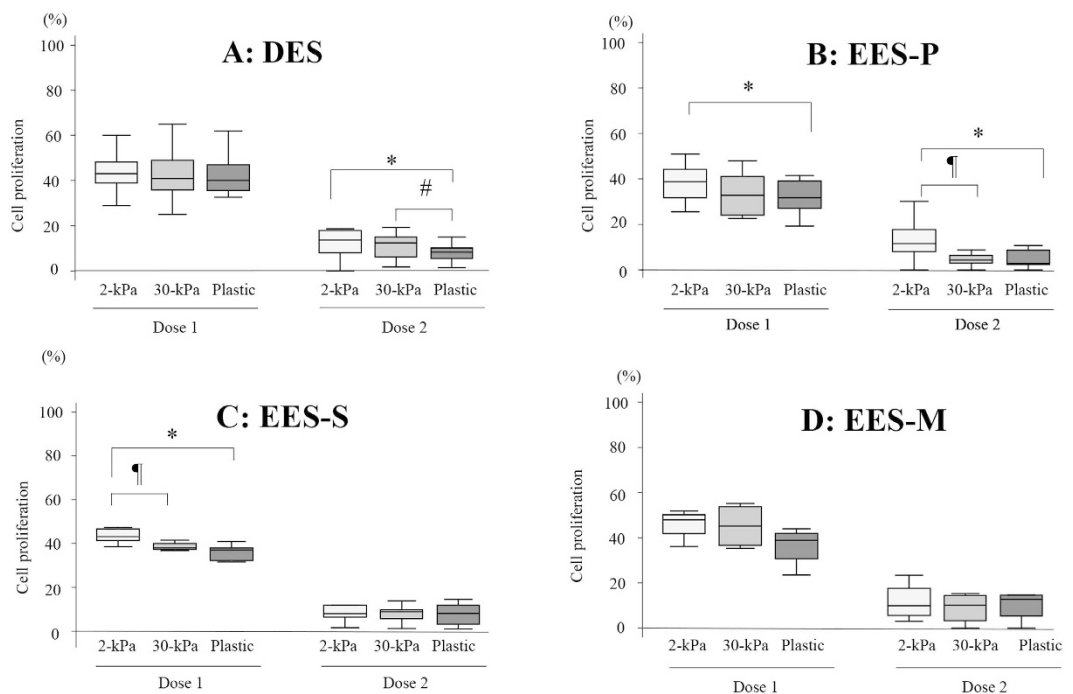 (%)
A: DES
Cell proliferation
100
80
60
40
20
0
*
#
2-kPa 30-kPa Plastic 2-kPa 30-kPa Plastic
Dose 1 Dose 2
(%)
B: EES-P
Cell proliferation
100
80
60
40
20
0
*
*
¶
2-kPa 30-kPa Plastic 2-kPa 30-kPa Plastic
Dose 1 Dose 2
(%)
C: EES-S
Cell proliferation
100
80
60
40
20
0
*
¶
2-kPa 30-kPa Plastic 2-kPa 30-kPa Plastic
Dose 1 Dose 2
(%)
D: EES-M
Cell proliferation
100
80
60
40
20
0
2-kPa 30-kPa Plastic 2-kPa 30-kPa Plastic
Dose 1 Dose 2